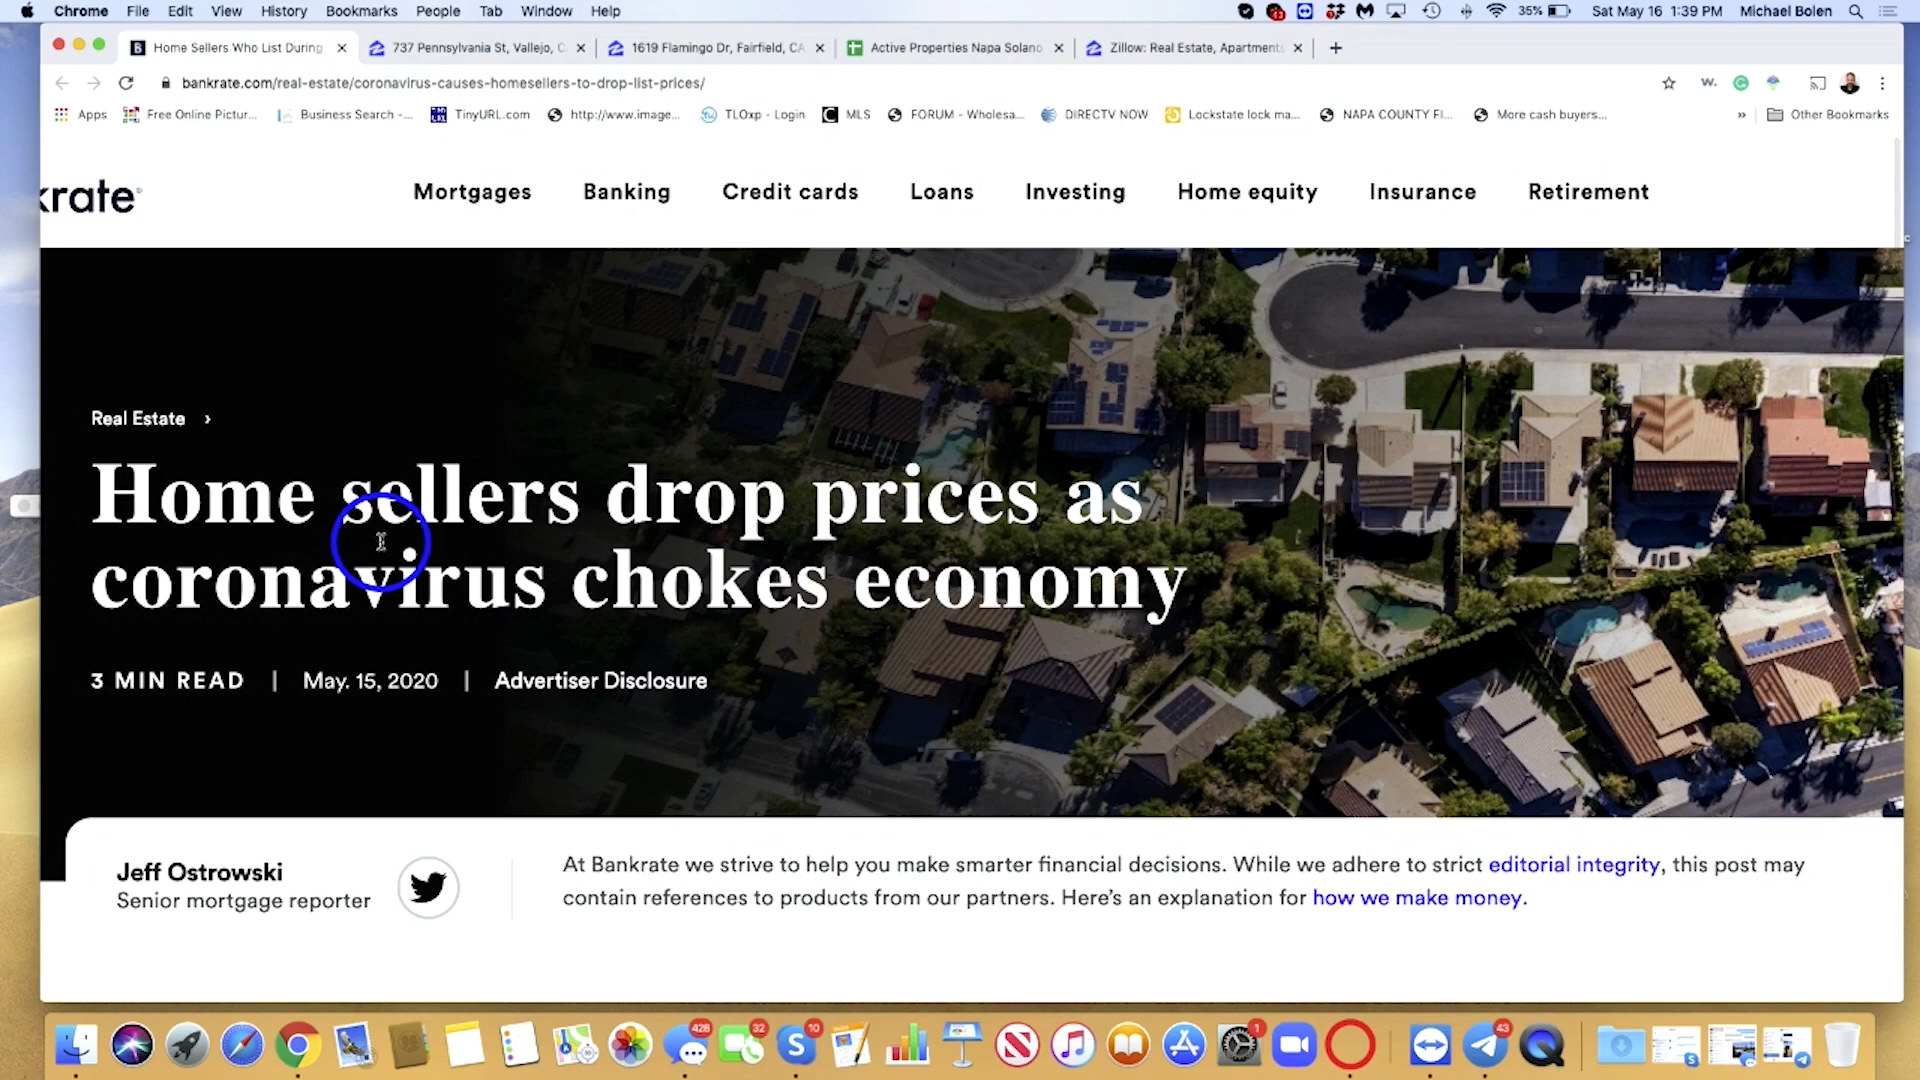 Chrome File Edit View History Bookmarks People Tab Window Help 35% Sat May 16 1:39 PM Michael Bolen
Home Sellers Who List During 737 Pennsylvania St, Vallejo, C 1619 Flamingo Dr, Fairfield, CA Active Properties Napa Solano Zillow: Real Estate, Apartments
bankrate.com/real-estate/coronavirus-causes-homesellers-to-drop-list-prices/
Apps Free Online Pictur... Business Search -... TinyURL.com http://www.image... TLOxp - Login MLS FORUM - Wholesa... DIRECTV NOW Lockstate lock ma... NAPA COUNTY FI... More cash buyers... » Other Bookmarks
krate Mortgages Banking Credit cards Loans Investing Home equity Insurance Retirement
Real Estate ›
Home sellers drop prices as
coronavirus chokes economy
3 MIN READ | May. 15, 2020 | Advertiser Disclosure
Jeff Ostrowski
Senior mortgage reporter
At Bankrate we strive to help you make smarter financial decisions. While we adhere to strict editorial integrity, this post may
contain references to products from our partners. Here's an explanation for how we make money.
428 32 10 1 43